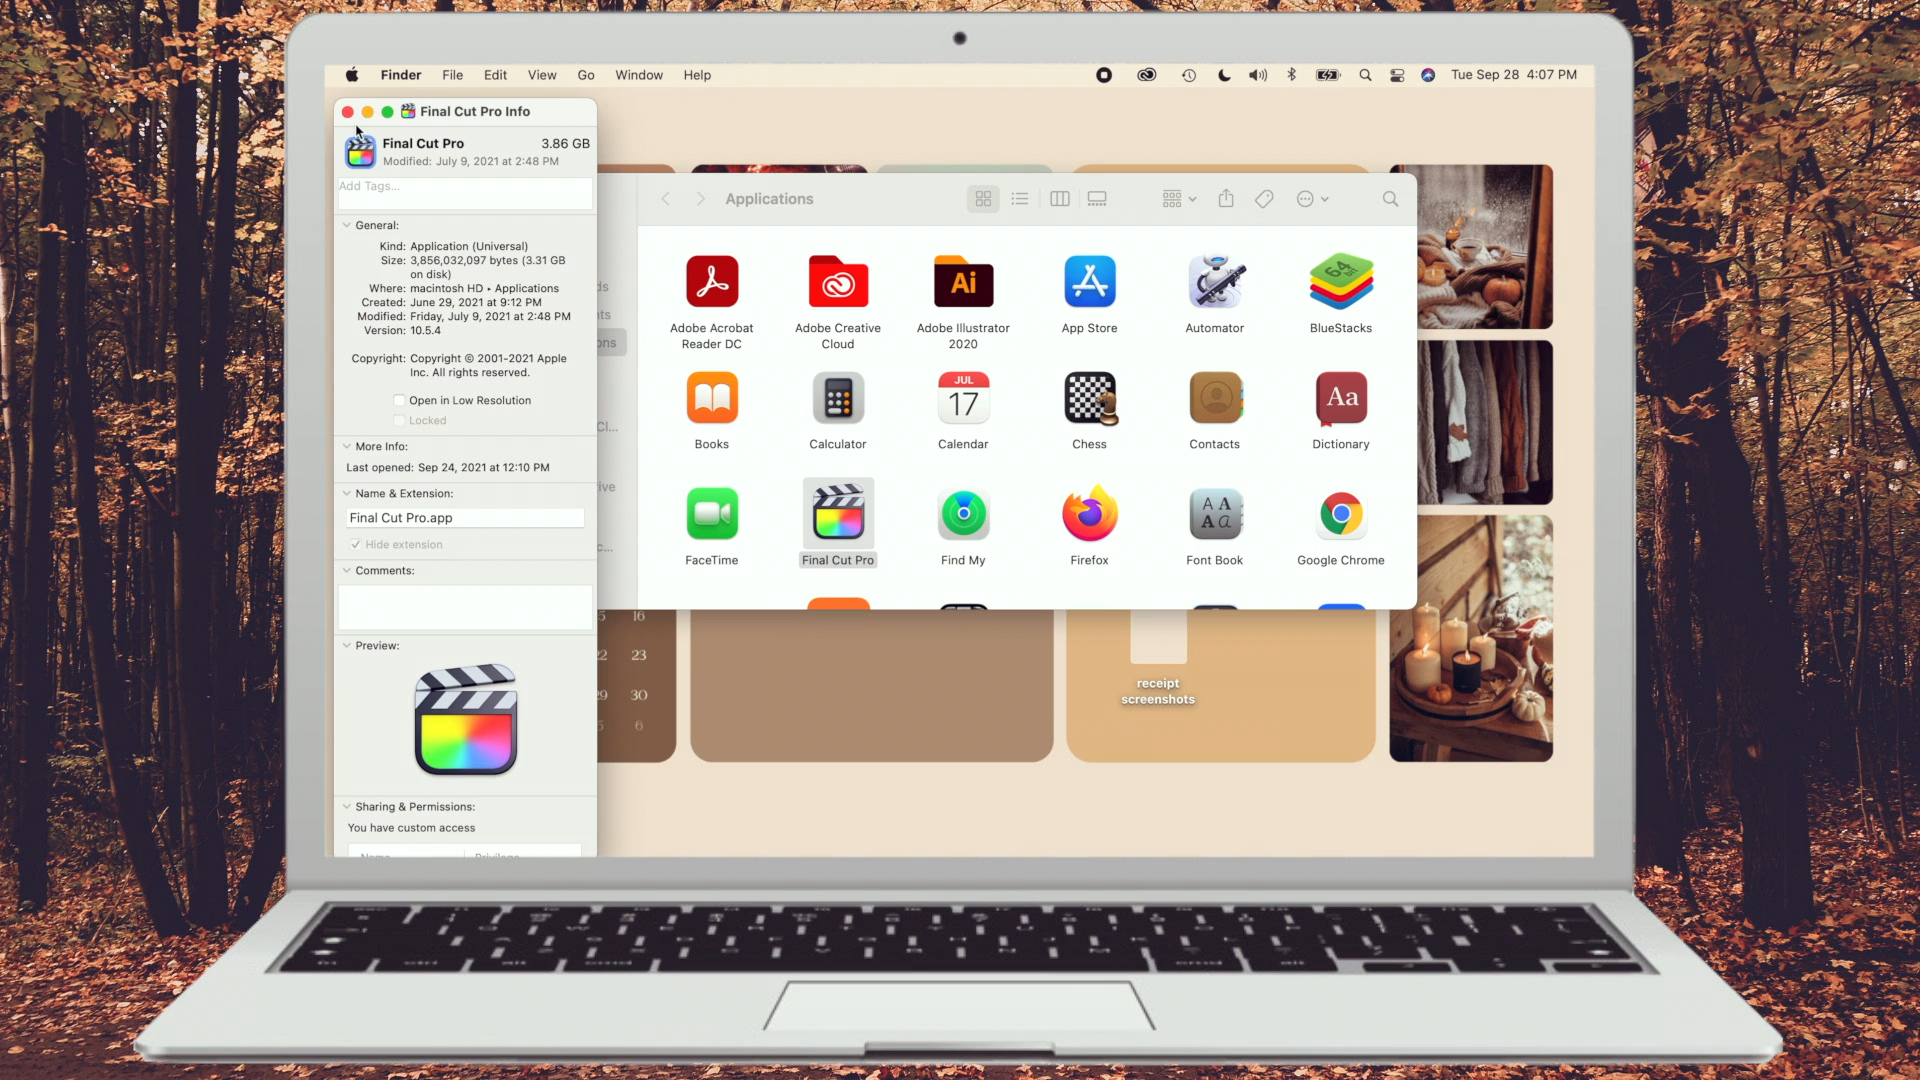 Finder File Edit View Go Window Help
Tue Sep 28 4:07 PM
Final Cut Pro Info
Final Cut Pro 3.86 GB
Modified: July 9, 2021 at 2:48 PM
Add Tags...
General:
Kind: Application (Universal)
Size: 3,856,032,097 bytes (3.31 GB
on disk)
Where: macintosh HD • Applications
Created: June 29, 2021 at 9:12 PM
Modified: Friday, July 9, 2021 at 2:48 PM
Version: 10.5.4
Copyright: Copyright © 2001-2021 Apple
Inc. All rights reserved.
Open in Low Resolution
Locked
More Info:
Last opened: Sep 24, 2021 at 12:10 PM
Name & Extension:
Final Cut Pro.app
Hide extension
Comments:
Preview:
Sharing & Permissions:
You have custom access
Name Privilege
Applications
64 bit
Ai
Adobe Acrobat
Reader DC
Adobe Creative
Cloud
Adobe Illustrator
2020
App Store
Automator
BlueStacks
JUL
17
Aa
Books
Calculator
Calendar
Chess
Contacts
Dictionary
A A
A a
FaceTime
Final Cut Pro
Find My
Firefox
Font Book
Google Chrome
16
23
30
6
receipt
screenshots